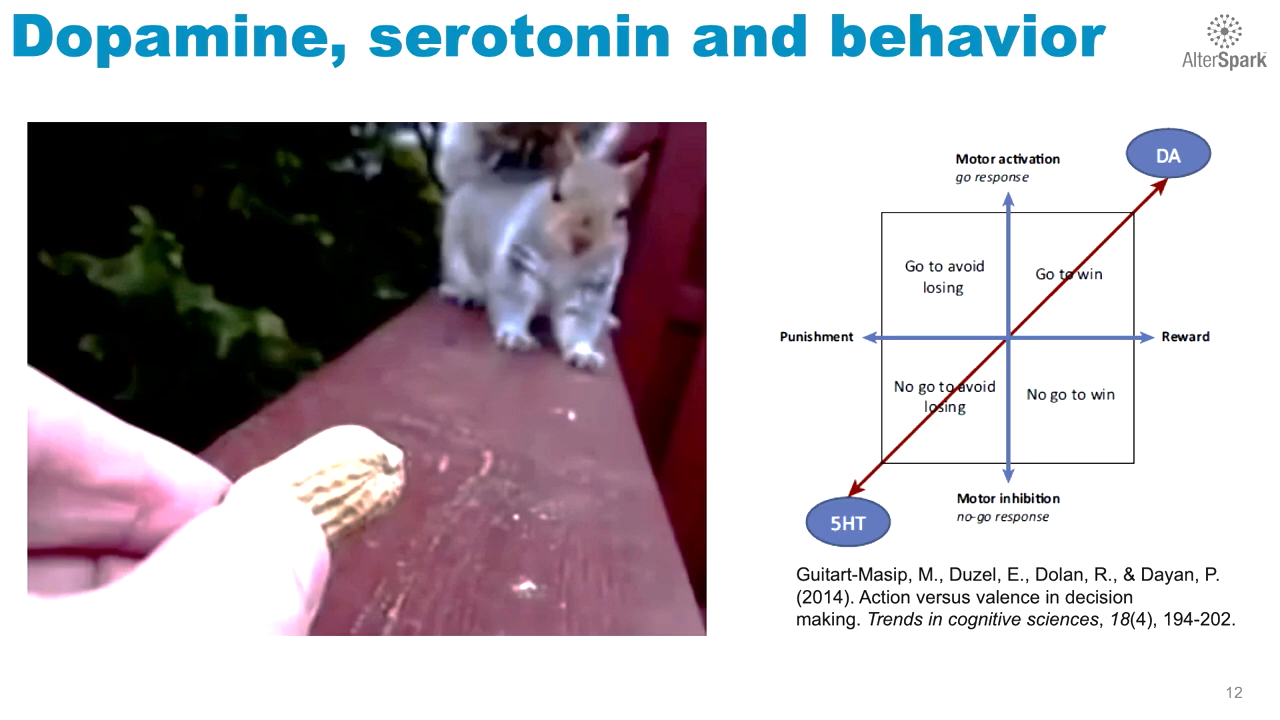 Dopamine, serotonin and behavior
AlterSpark
DA
Motor activation
go response
Go to avoid
losing
Go to win
Punishment
Reward
No go to avoid
losing
No go to win
Motor inhibition
no-go response
5HT
Guitart-Masip, M., Duzel, E., Dolan, R., & Dayan, P.
(2014). Action versus valence in decision
making. Trends in cognitive sciences, 18(4), 194-202.
12